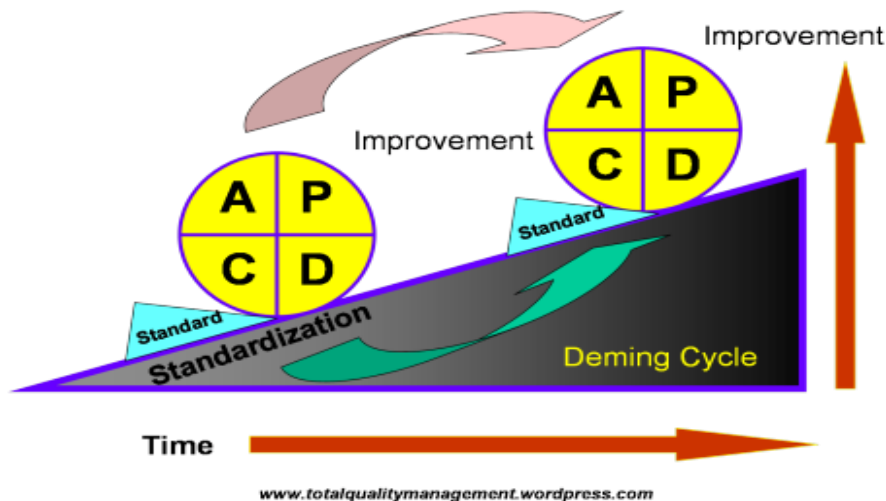 Improvement
Improvement
A P
C D
A P
C D
Standard
Standard
Standardization
Deming Cycle
Time
www.totalqualitymanagement.wordpress.com